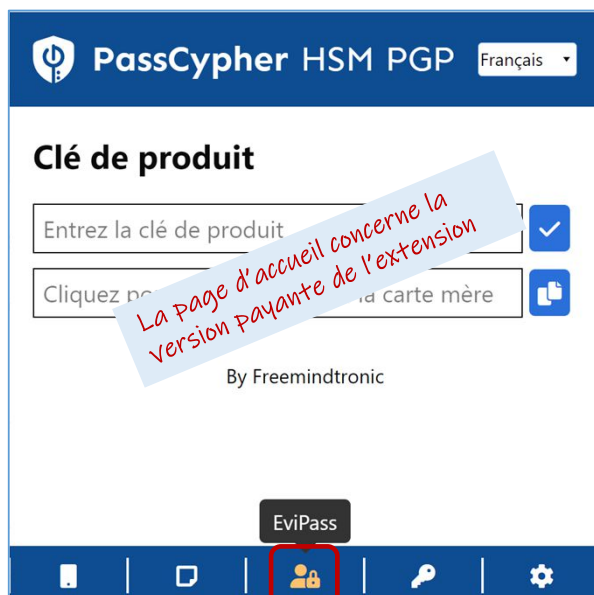 PassCypher HSM PGP
Français
Clé de produit
Entrez la clé de produit
Cliquez la carte mère
La page d'accueil concerne la
version payante de l'extension
By Freemindtronic
EviPass